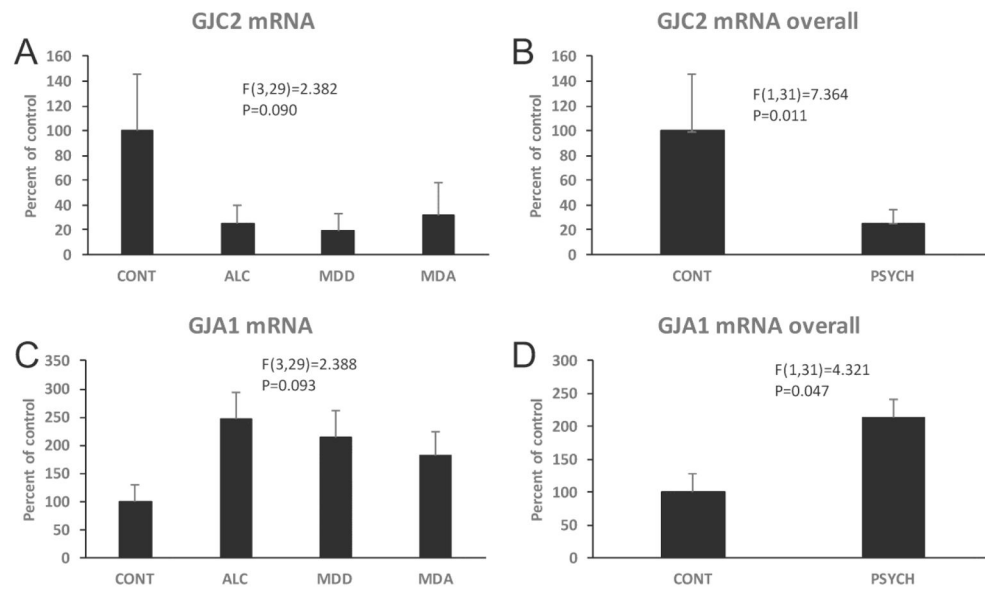 GJC2 mRNA
A
Percent of control
160
140
120
100
80
60
40
20
0
F(3,29)=2.382
P=0.090
CONT ALC MDD MDA
GJC2 mRNA overall
B
Percent of control
160
140
120
100
80
60
40
20
0
F(1,31)=7.364
P=0.011
CONT PSYCH
GJA1 mRNA
C
Percent of control
350
300
250
200
150
100
50
0
F(3,29)=2.388
P=0.093
CONT ALC MDD MDA
GJA1 mRNA overall
D
Percent of control
300
250
200
150
100
50
0
F(1,31)=4.321
P=0.047
CONT PSYCH